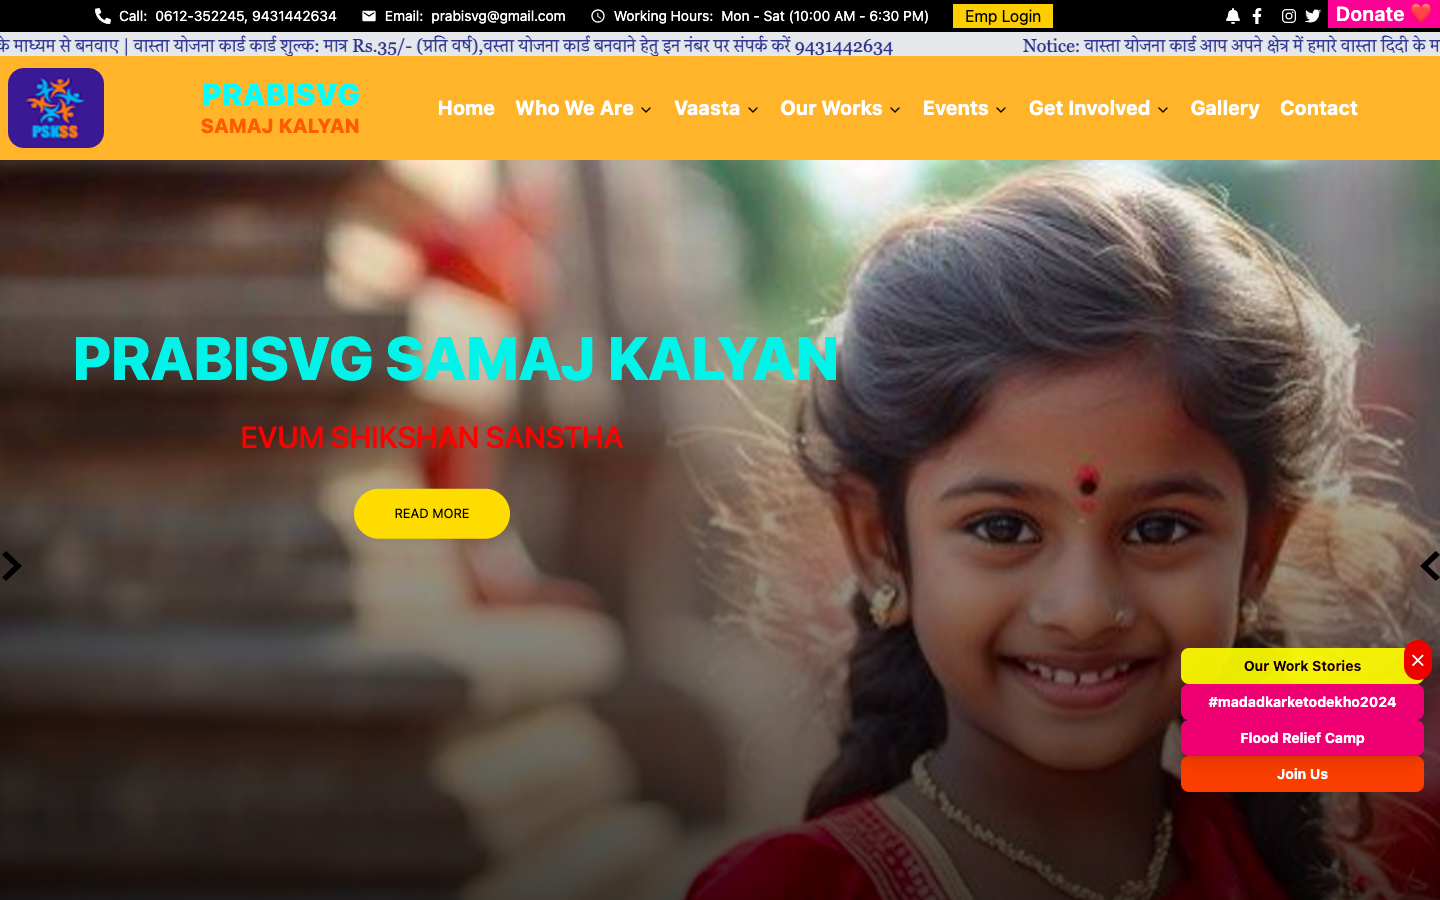 Call: 0612-352245, 9431442634 Email: prabisvg@gmail.com Working Hours: Mon - Sat (10:00 AM - 6:30 PM) Emp Login Donate
के माध्यम से बनवाए | वास्ता योजना कार्ड कार्ड शुल्क: मात्र Rs.35/- (प्रति वर्ष),वास्ता योजना कार्ड बनवाने हेतु इन नंबर पर संपर्क करें 9431442634 Notice: वास्ता योजना कार्ड आप अपने क्षेत्र में हमारे वास्ता दिदी के म
PSKSS
PRABISVG
SAMAJ KALYAN
Home Who We Are Vaasta Our Works Events Get Involved Gallery Contact
PRABISVG SAMAJ KALYAN
EVUM SHIKSHAN SANSTHA
READ MORE
Our Work Stories
#madadkarketodekho2024
Flood Relief Camp
Join Us